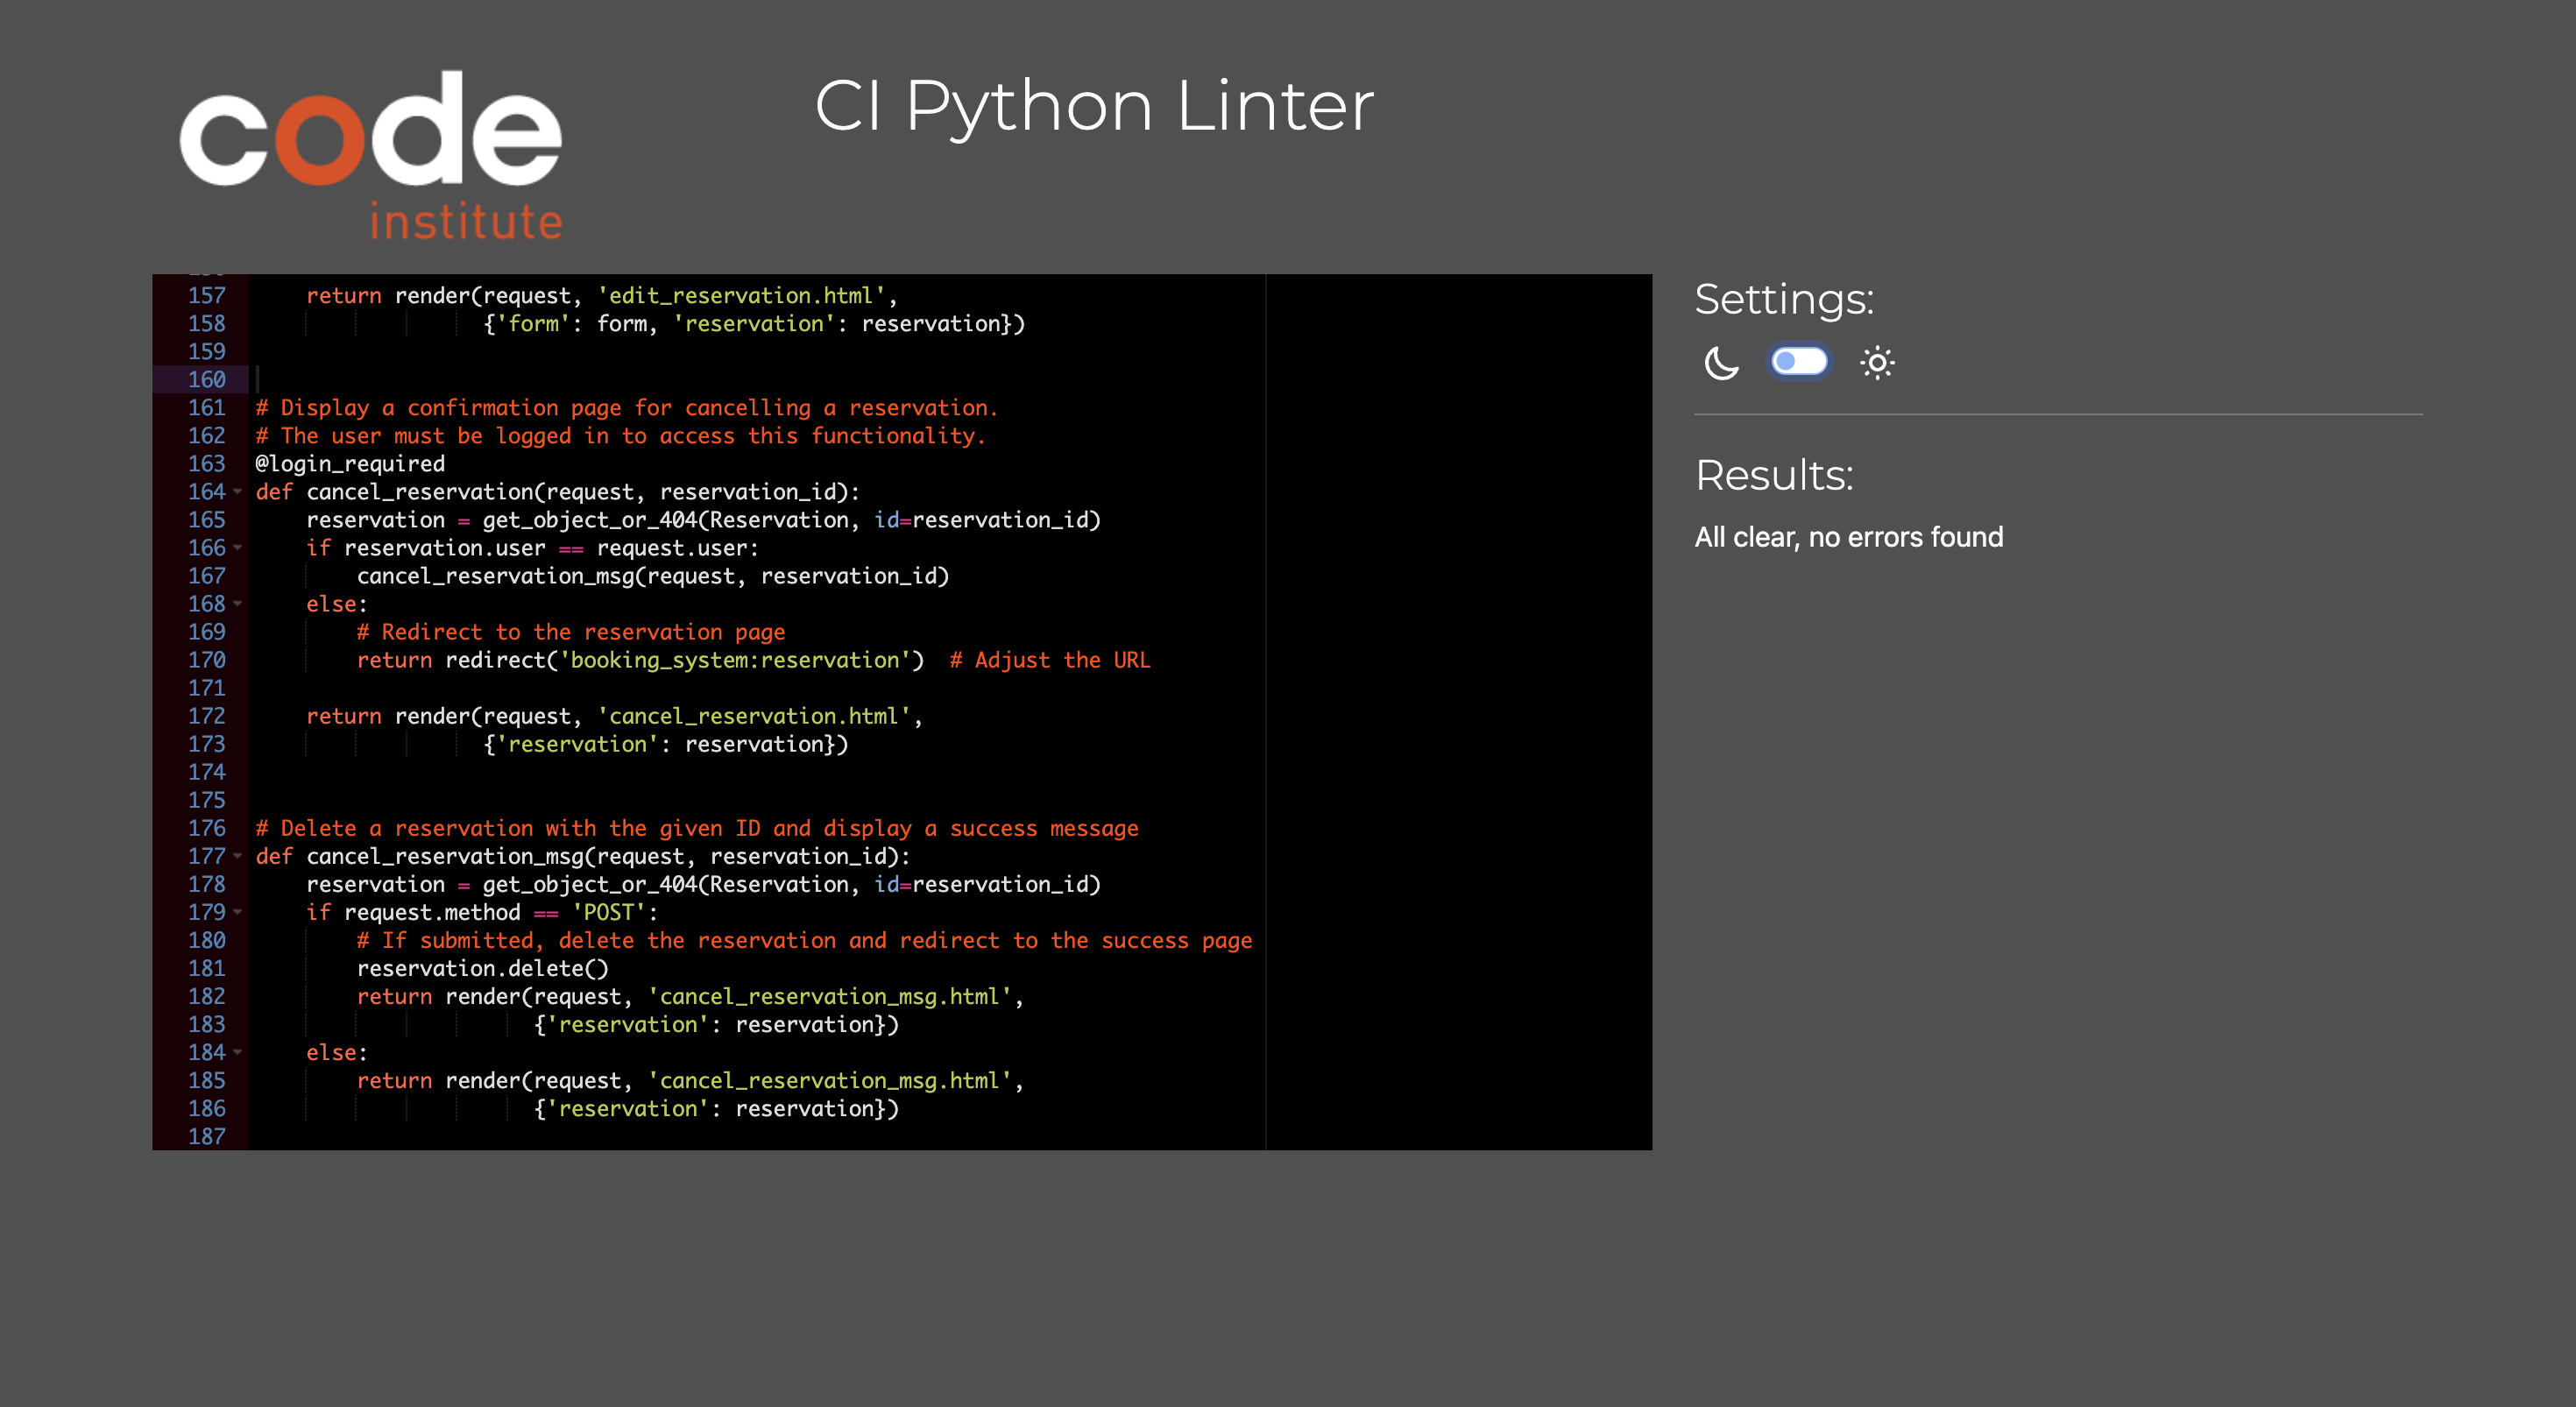 code
institute
CI Python Linter
157 return render(request, 'edit_reservation.html',
158 {'form': form, 'reservation': reservation})
159
160
161 # Display a confirmation page for cancelling a reservation.
162 # The user must be logged in to access this functionality.
163 @login_required
164 def cancel_reservation(request, reservation_id):
165 reservation = get_object_or_404(Reservation, id=reservation_id)
166 if reservation.user == request.user:
167 cancel_reservation_msg(request, reservation_id)
168 else:
169 # Redirect to the reservation page
170 return redirect('booking_system:reservation')  # Adjust the URL
171
172 return render(request, 'cancel_reservation.html',
173 {'reservation': reservation})
174
175
176 # Delete a reservation with the given ID and display a success message
177 def cancel_reservation_msg(request, reservation_id):
178 reservation = get_object_or_404(Reservation, id=reservation_id)
179 if request.method == 'POST':
180 # If submitted, delete the reservation and redirect to the success page
181 reservation.delete()
182 return render(request, 'cancel_reservation_msg.html',
183 {'reservation': reservation})
184 else:
185 return render(request, 'cancel_reservation_msg.html',
186 {'reservation': reservation})
187
Settings:
Results:
All clear, no errors found